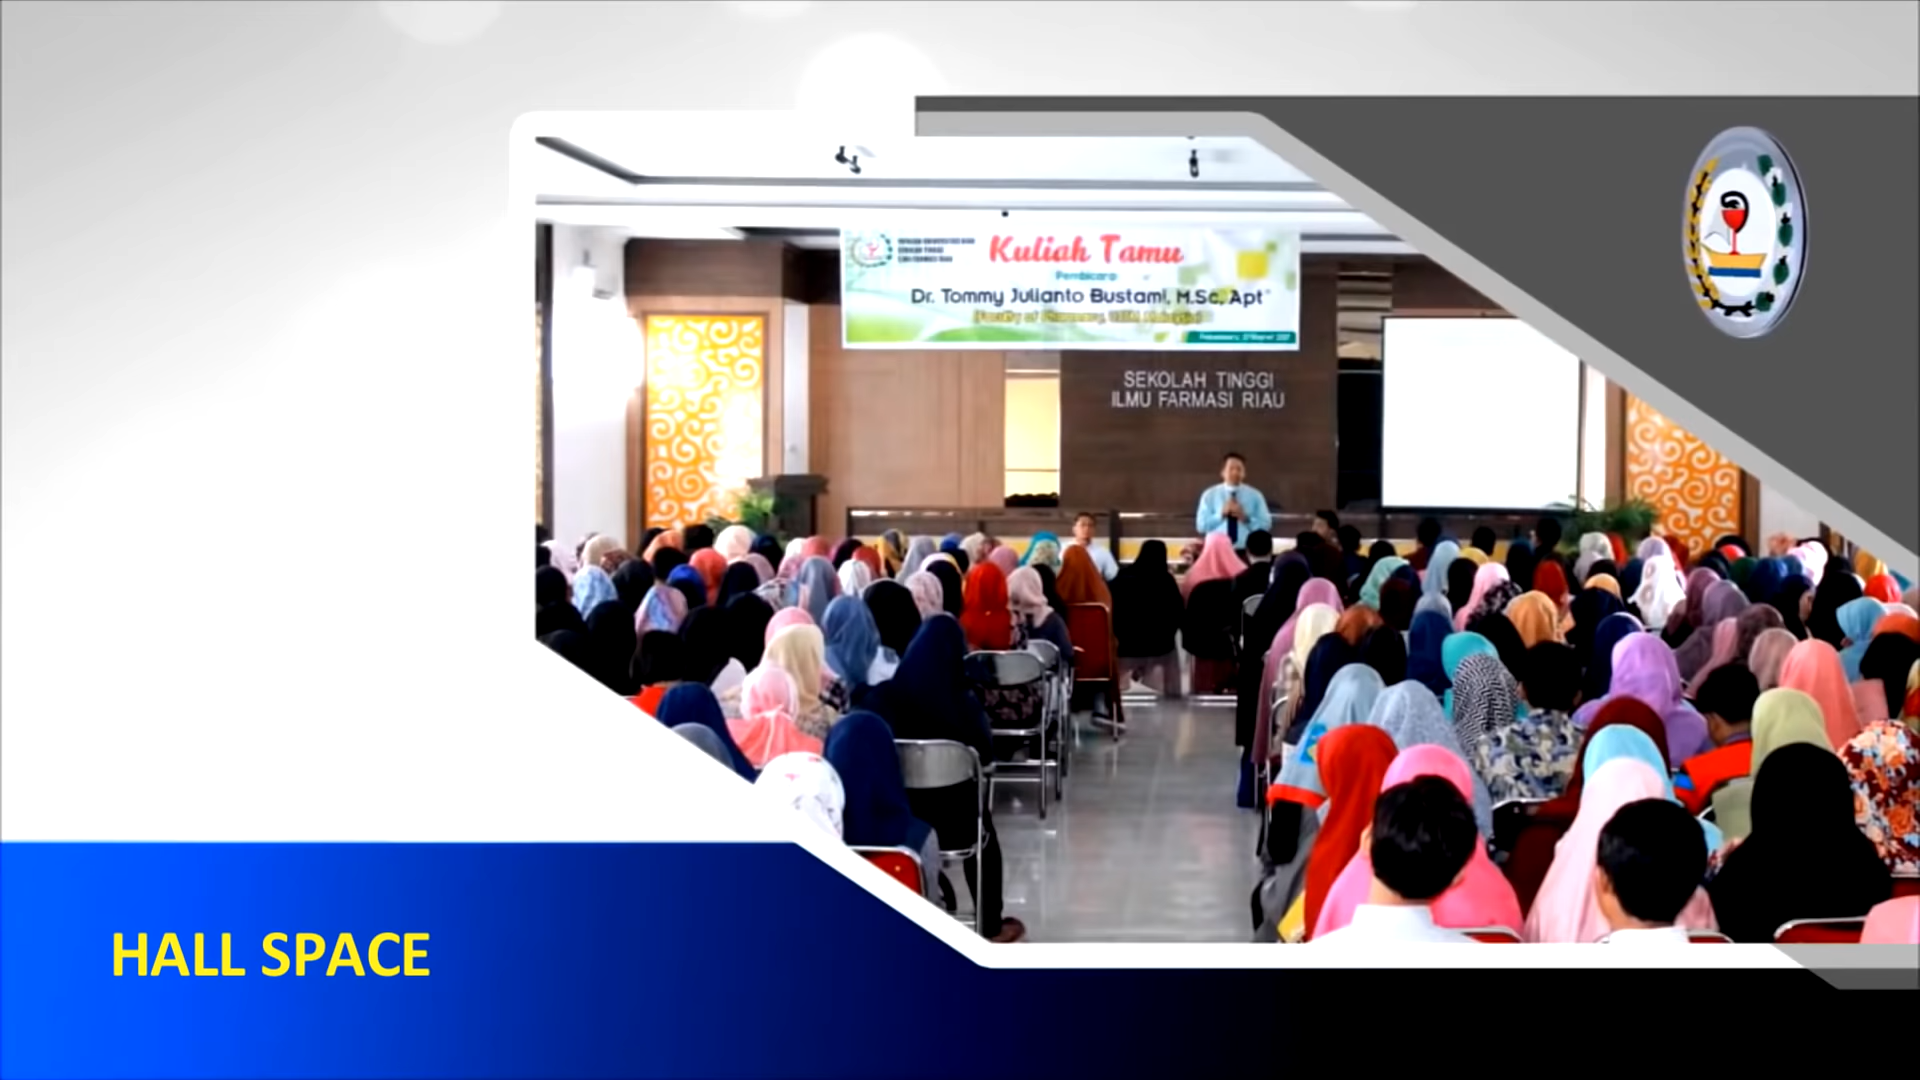 Kuliah Tamu
Pembicara
Dr. Tommy Julianto Bustami, M.Sc, Apt
SEKOLAH TINGGI
ILMU FARMASI RIAU
HALL SPACE